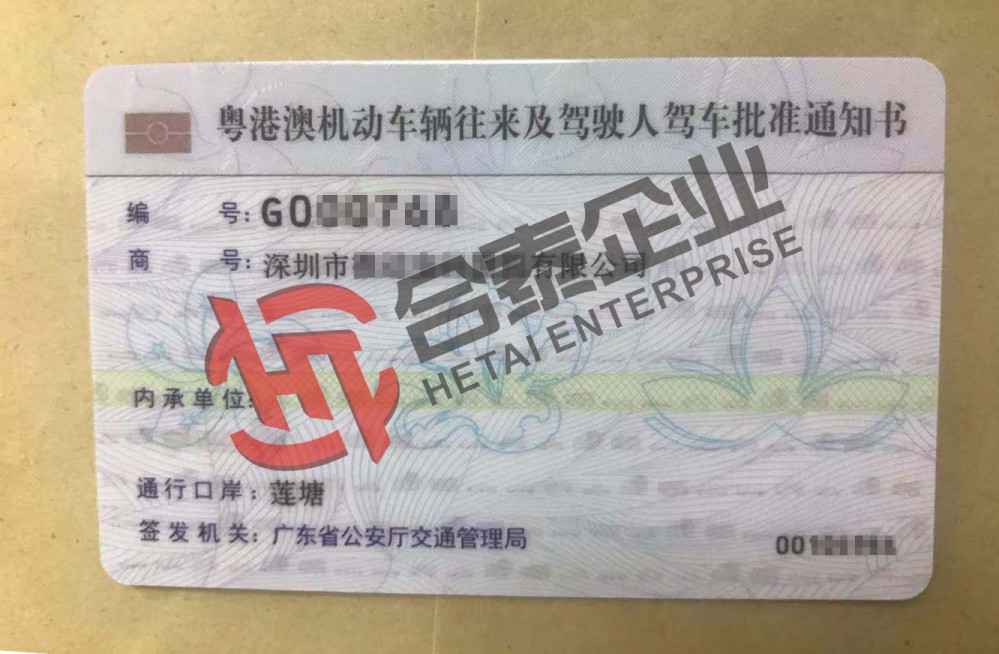 粤港澳机动车辆往来及驾驶人驾车批准通知书
编 号:G0
商 号:深圳市 有限公司
合泰企业
HETAI ENTERPRISE
内承单位:
通行口岸:莲塘
签发机关:广东省公安厅交通管理局
00